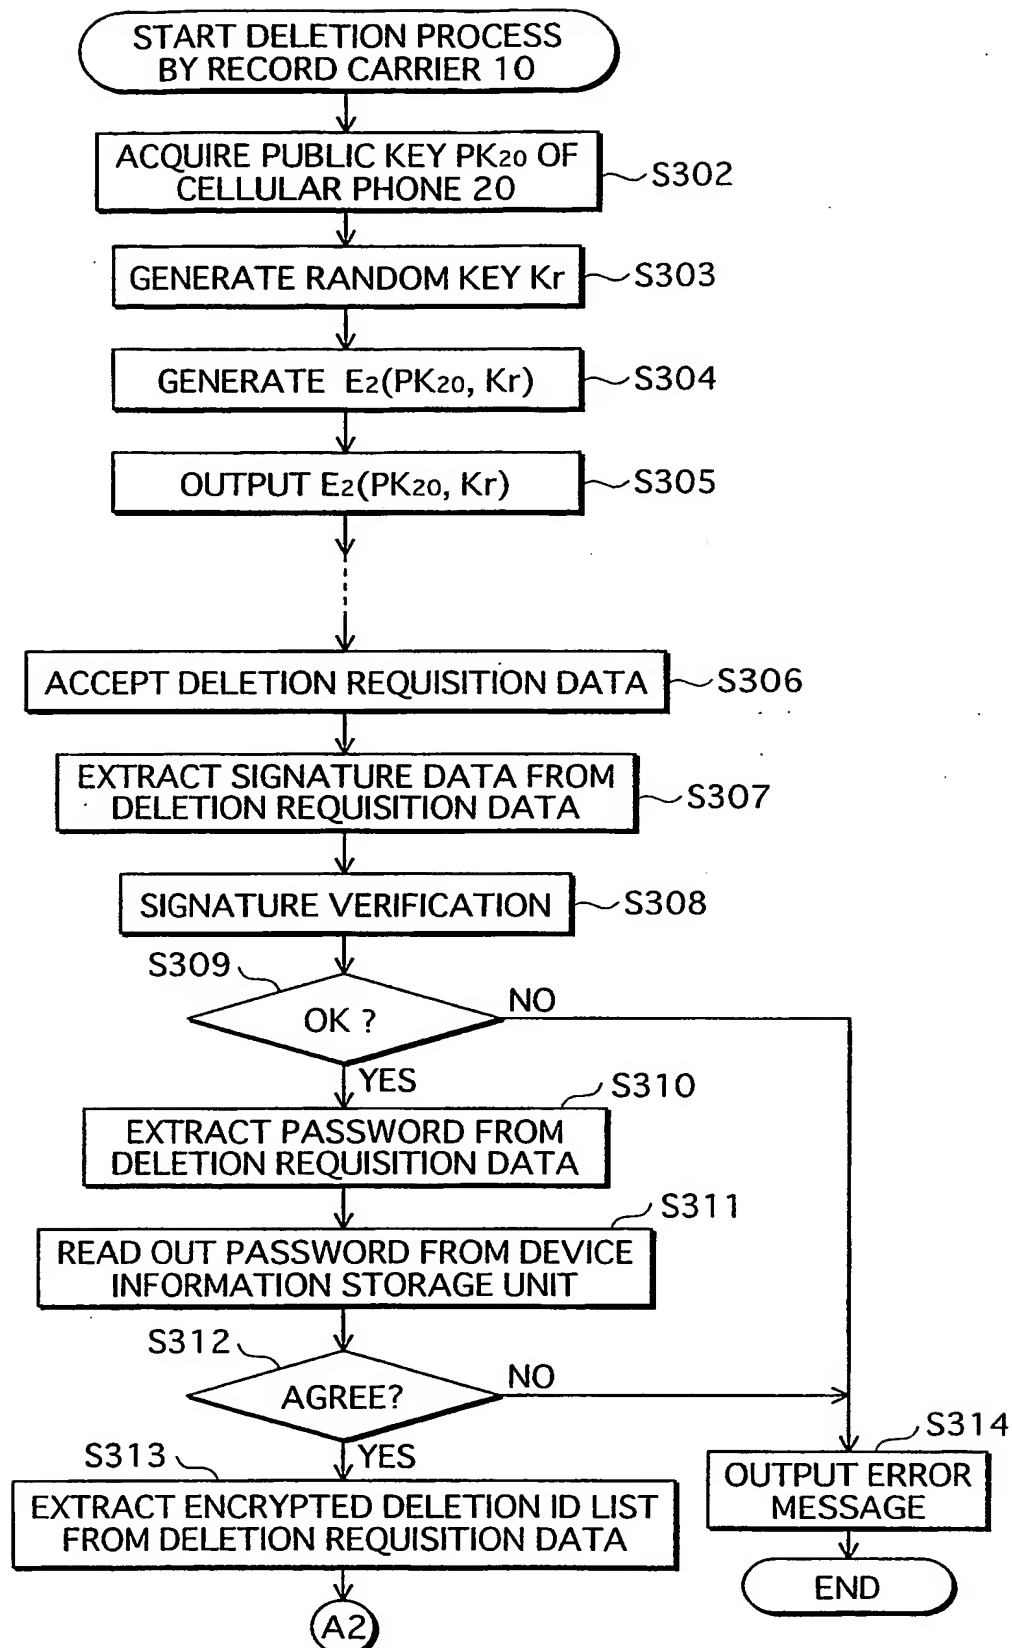 START DELETION PROCESS
BY RECORD CARRIER 10
ACQUIRE PUBLIC KEY PK20 OF
CELLULAR PHONE 20
S302
GENERATE RANDOM KEY Kr
S303
GENERATE E2(PK20, Kr)
S304
OUTPUT E2(PK20, Kr)
S305
ACCEPT DELETION REQUISITION DATA
S306
EXTRACT SIGNATURE DATA FROM
DELETION REQUISITION DATA
S307
SIGNATURE VERIFICATION
S308
S309
OK ?
NO
YES
S310
EXTRACT PASSWORD FROM
DELETION REQUISITION DATA
S311
READ OUT PASSWORD FROM DEVICE
INFORMATION STORAGE UNIT
S312
AGREE?
NO
YES
S313
EXTRACT ENCRYPTED DELETION ID LIST
FROM DELETION REQUISITION DATA
A2
S314
OUTPUT ERROR
MESSAGE
END